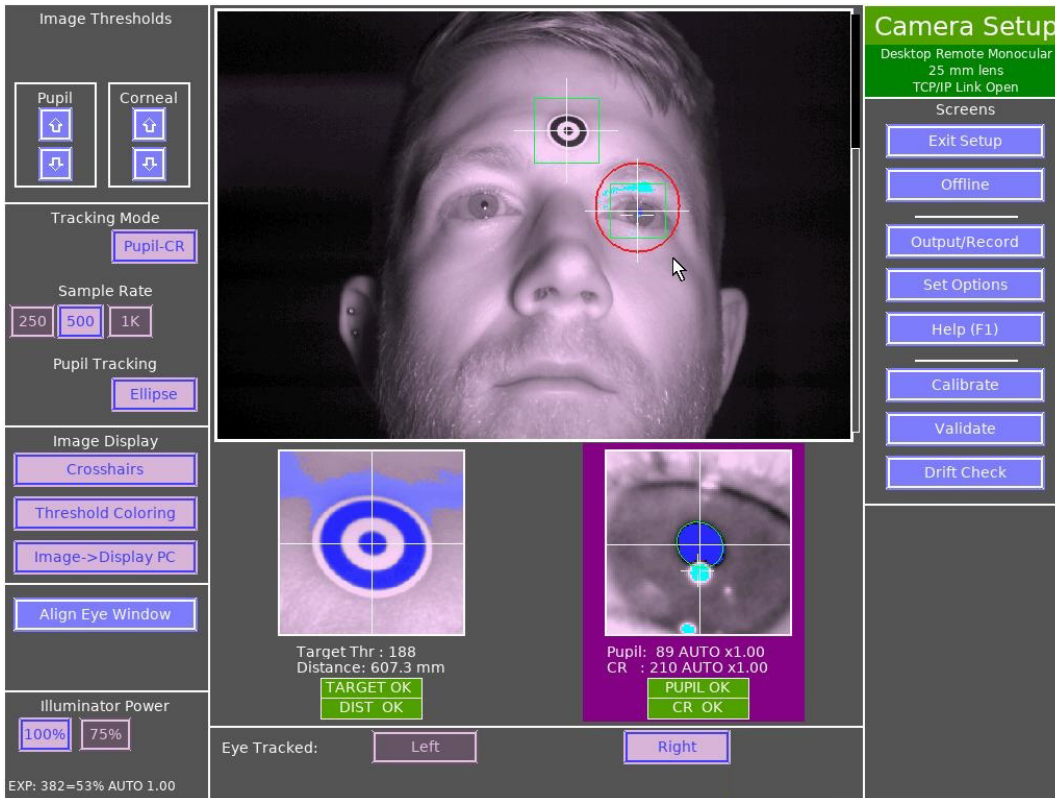 Image Thresholds
Pupil
Corneal
Tracking Mode
Pupil-CR
Sample Rate
250
500
1K
Pupil Tracking
Ellipse
Image Display
Crosshairs
Threshold Coloring
Image->Display PC
Align Eye Window
Illuminator Power
100%
75%
EXP: 382=53% AUTO 1.00
Target Thr : 188
Distance: 607.3 mm
TARGET OK
DIST OK
Pupil: 89 AUTO x1.00
CR : 210 AUTO x1.00
PUPIL OK
CR OK
Eye Tracked:
Left
Right
Camera Setup
Desktop Remote Monocular
25 mm lens
TCP/IP Link Open
Screens
Exit Setup
Offline
Output/Record
Set Options
Help (F1)
Calibrate
Validate
Drift Check